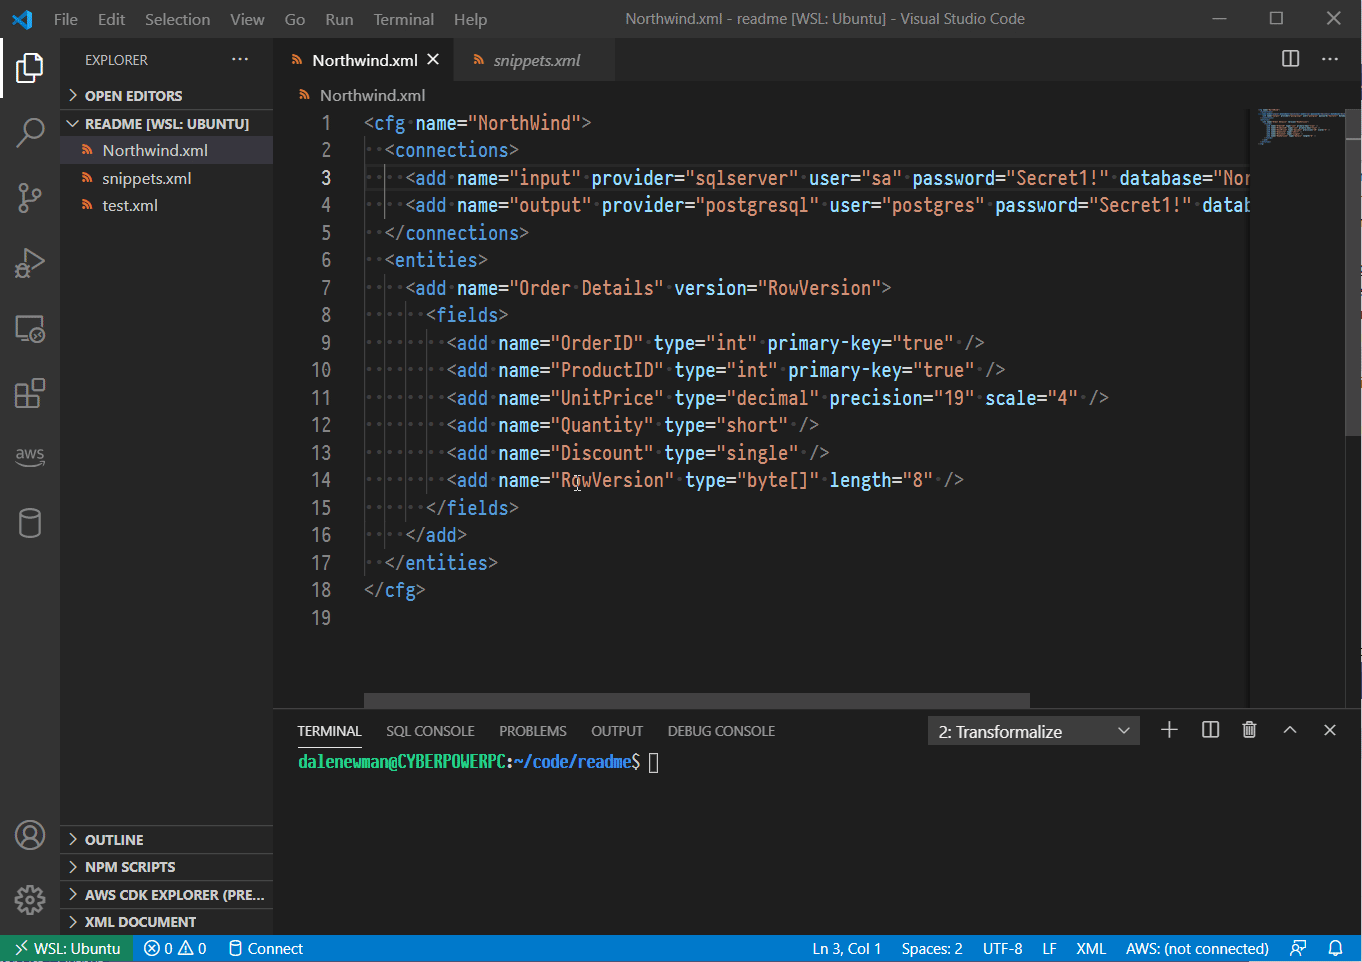 File Edit Selection View Go Run Terminal Help Northwind.xml - readme [WSL: Ubuntu] - Visual Studio Code
EXPLORER
OPEN EDITORS
README [WSL: UBUNTU]
Northwind.xml
snippets.xml
test.xml
aws
OUTLINE
NPM SCRIPTS
AWS CDK EXPLORER (PRE...
XML DOCUMENT
Northwind.xml snippets.xml
Northwind.xml
1 <cfg name="NorthWind">
2 <connections>
3 <add name="input" provider="sqlserver" user="sa" password="Secret1!" database="Nor
4 <add name="output" provider="postgresql" user="postgres" password="Secret1!" datab
5 </connections>
6 <entities>
7 <add name="Order Details" version="RowVersion">
8 <fields>
9 <add name="OrderID" type="int" primary-key="true" />
10 <add name="ProductID" type="int" primary-key="true" />
11 <add name="UnitPrice" type="decimal" precision="19" scale="4" />
12 <add name="Quantity" type="short" />
13 <add name="Discount" type="single" />
14 <add name="RowVersion" type="byte[]" length="8" />
15 </fields>
16 </add>
17 </entities>
18 </cfg>
19
TERMINAL SQL CONSOLE PROBLEMS OUTPUT DEBUG CONSOLE 2: Transformalize
dalenewman@CYBERPOWERPC:~/code/readme$
WSL: Ubuntu 0 0 Connect Ln 3, Col 1 Spaces: 2 UTF-8 LF XML AWS: (not connected)